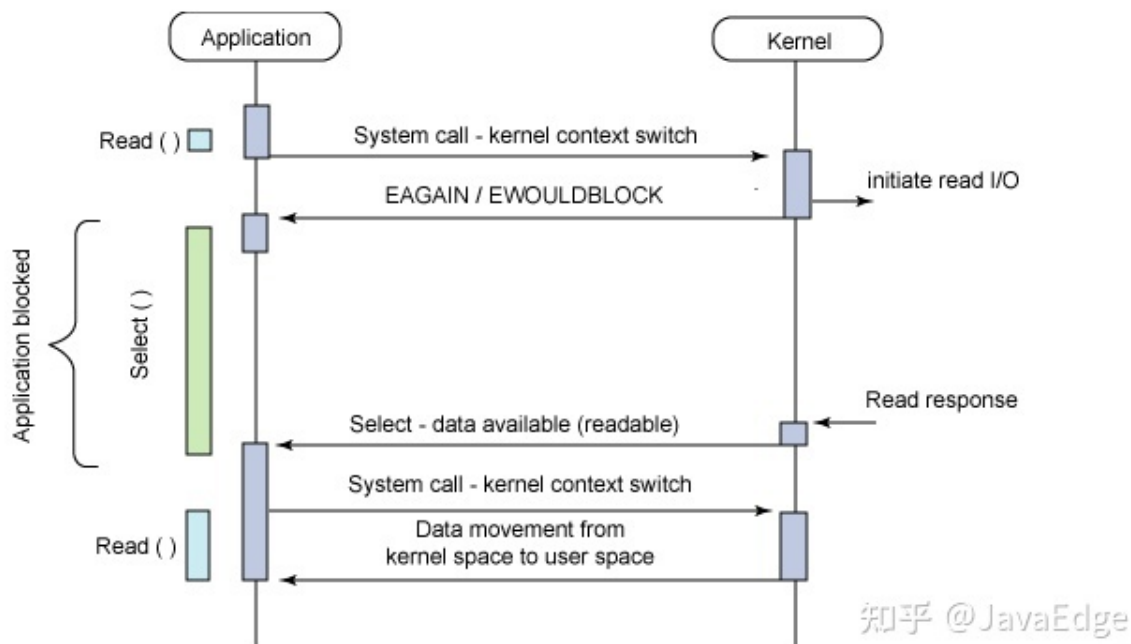 Application
Kernel
Read ( )
System call - kernel context switch
initiate read I/O
EAGAIN / EWOULDBLOCK
Application blocked
Select ( )
Read response
Select - data available (readable)
System call - kernel context switch
Read ( )
Data movement from
kernel space to user space
知乎 @JavaEdge